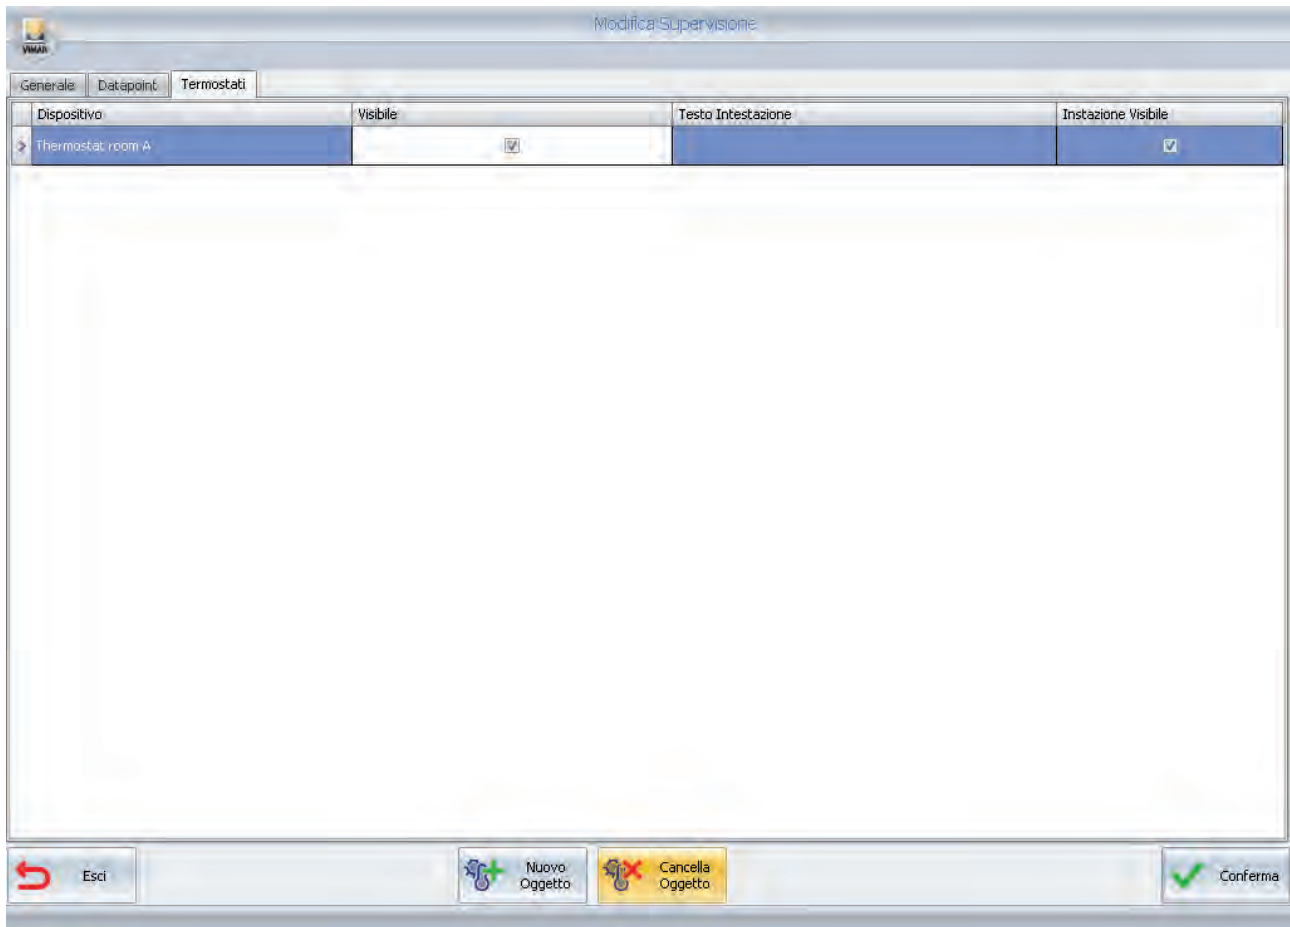 Modifica Supervisione
VIMAR
Generale Datapoint Termostati
Dispositivo Visibile Testo Intestazione Instazione Visibile
Thermostat room A
Esci
Nuovo
Oggetto
Cancella
Oggetto
Conferma